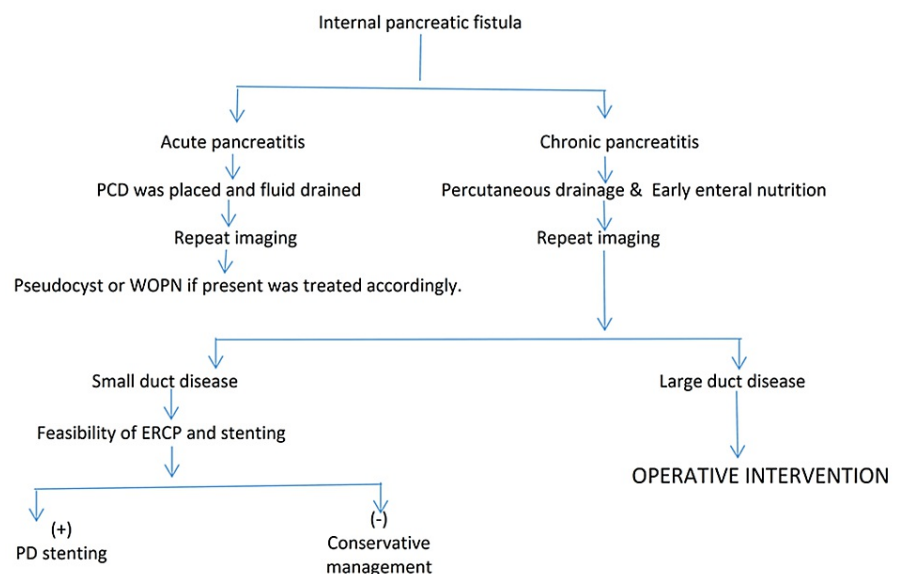 Internal pancreatic fistula
Acute pancreatitis
Chronic pancreatitis
PCD was placed and fluid drained
Percutaneous drainage & Early enteral nutrition
Repeat imaging
Repeat imaging
Pseudocyst or WOPN if present was treated accordingly.
Small duct disease
Large duct disease
Feasibility of ERCP and stenting
OPERATIVE INTERVENTION
(+)
PD stenting
(-)
Conservative
management